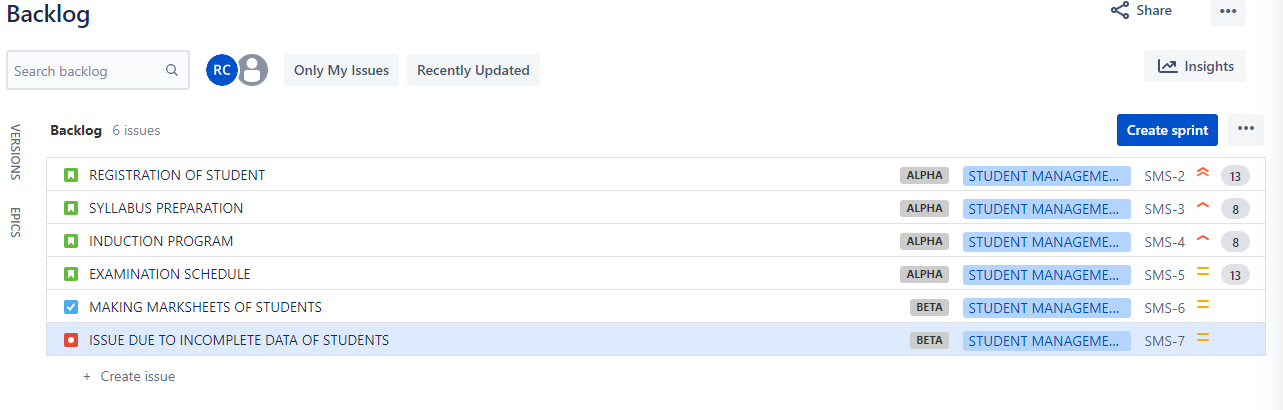 Backlog
Share
Search backlog
RC
Only My Issues
Recently Updated
Insights
VERSIONS
EPICS
Backlog 6 issues
Create sprint
REGISTRATION OF STUDENT ALPHA STUDENT MANAGEME... SMS-2 13
SYLLABUS PREPARATION ALPHA STUDENT MANAGEME... SMS-3 8
INDUCTION PROGRAM ALPHA STUDENT MANAGEME... SMS-4 8
EXAMINATION SCHEDULE ALPHA STUDENT MANAGEME... SMS-5 13
MAKING MARKSHEETS OF STUDENTS BETA STUDENT MANAGEME... SMS-6
ISSUE DUE TO INCOMPLETE DATA OF STUDENTS BETA STUDENT MANAGEME... SMS-7
+ Create issue